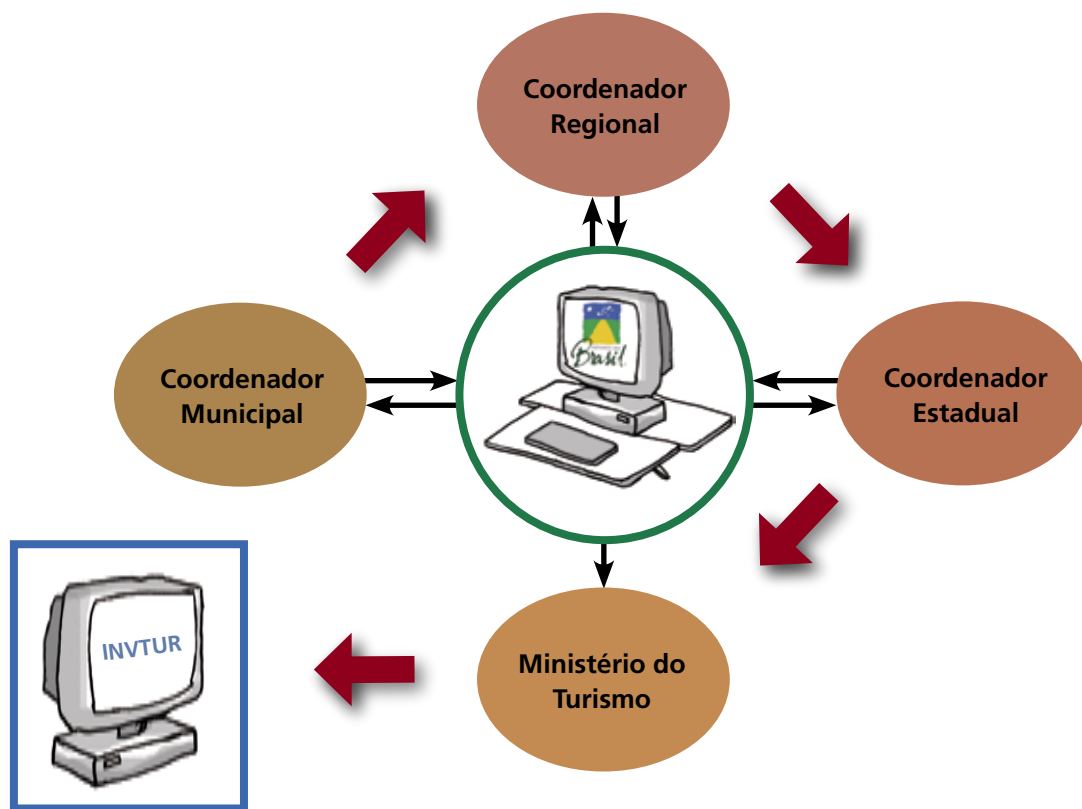 Coordenador
Regional
Coordenador
Municipal
Brasil
Coordenador
Estadual
INVTUR
Ministério do
Turismo